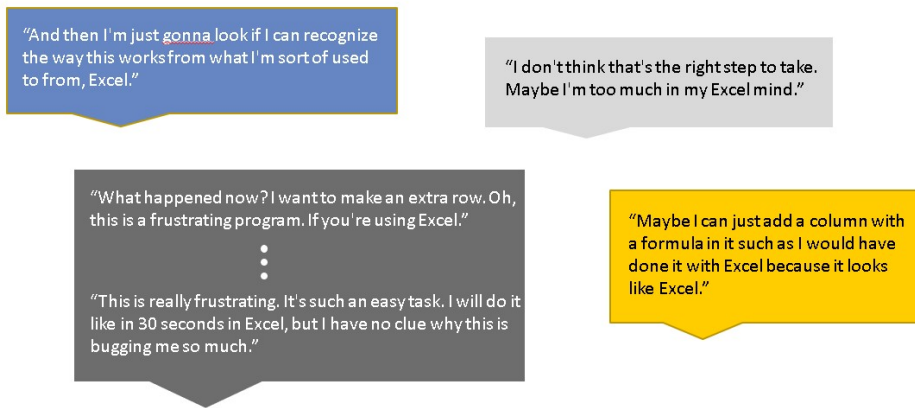 “And then I'm just gonna look if I can recognize
the way this works from what I'm sort of used
to from, Excel.”
“I don't think that's the right step to take.
Maybe I'm too much in my Excel mind.”
“What happened now? I want to make an extra row. Oh,
this is a frustrating program. If you're using Excel.”
“This is really frustrating. It's such an easy task. I will do it
like in 30 seconds in Excel, but I have no clue why this is
bugging me so much.”
“Maybe I can just add a column with
a formula in it such as I would have
done it with Excel because it looks
like Excel.”